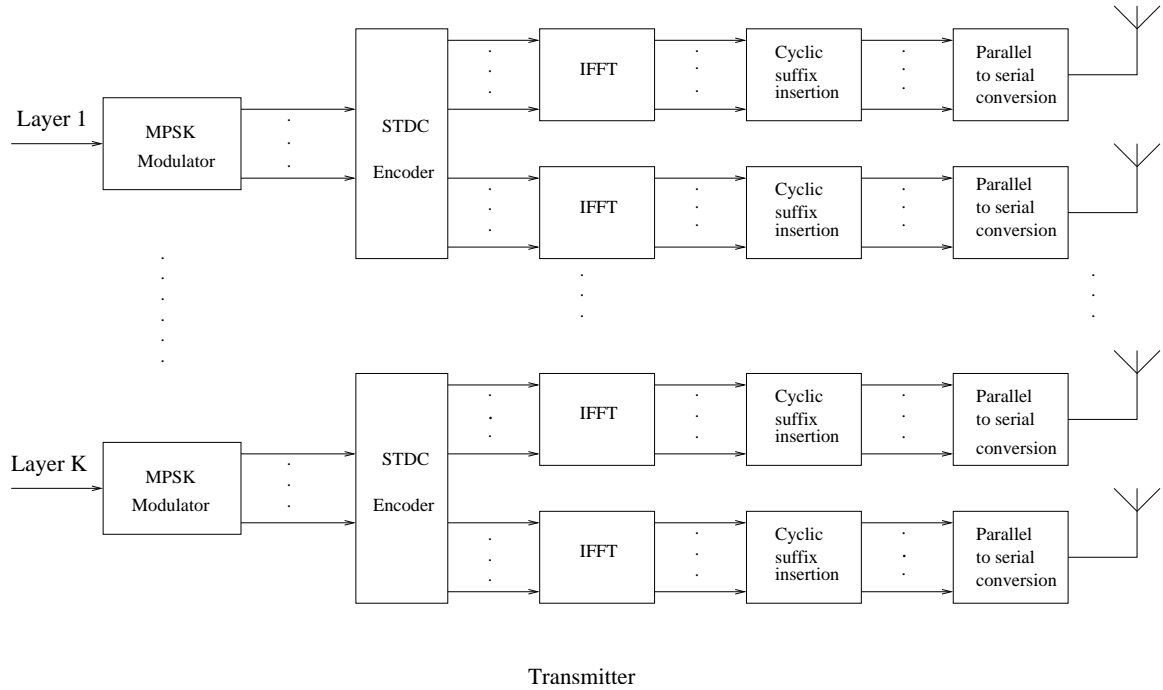 Layer 1
MPSK
Modulator
STDC
Encoder
IFFT
Cyclic
suffix
insertion
Parallel
to serial
conversion
IFFT
Cyclic
suffix
insertion
Parallel
to serial
conversion
Layer K
MPSK
Modulator
STDC
Encoder
IFFT
Cyclic
suffix
insertion
Parallel
to serial
conversion
IFFT
Cyclic
suffix
insertion
Parallel
to serial
conversion
Transmitter